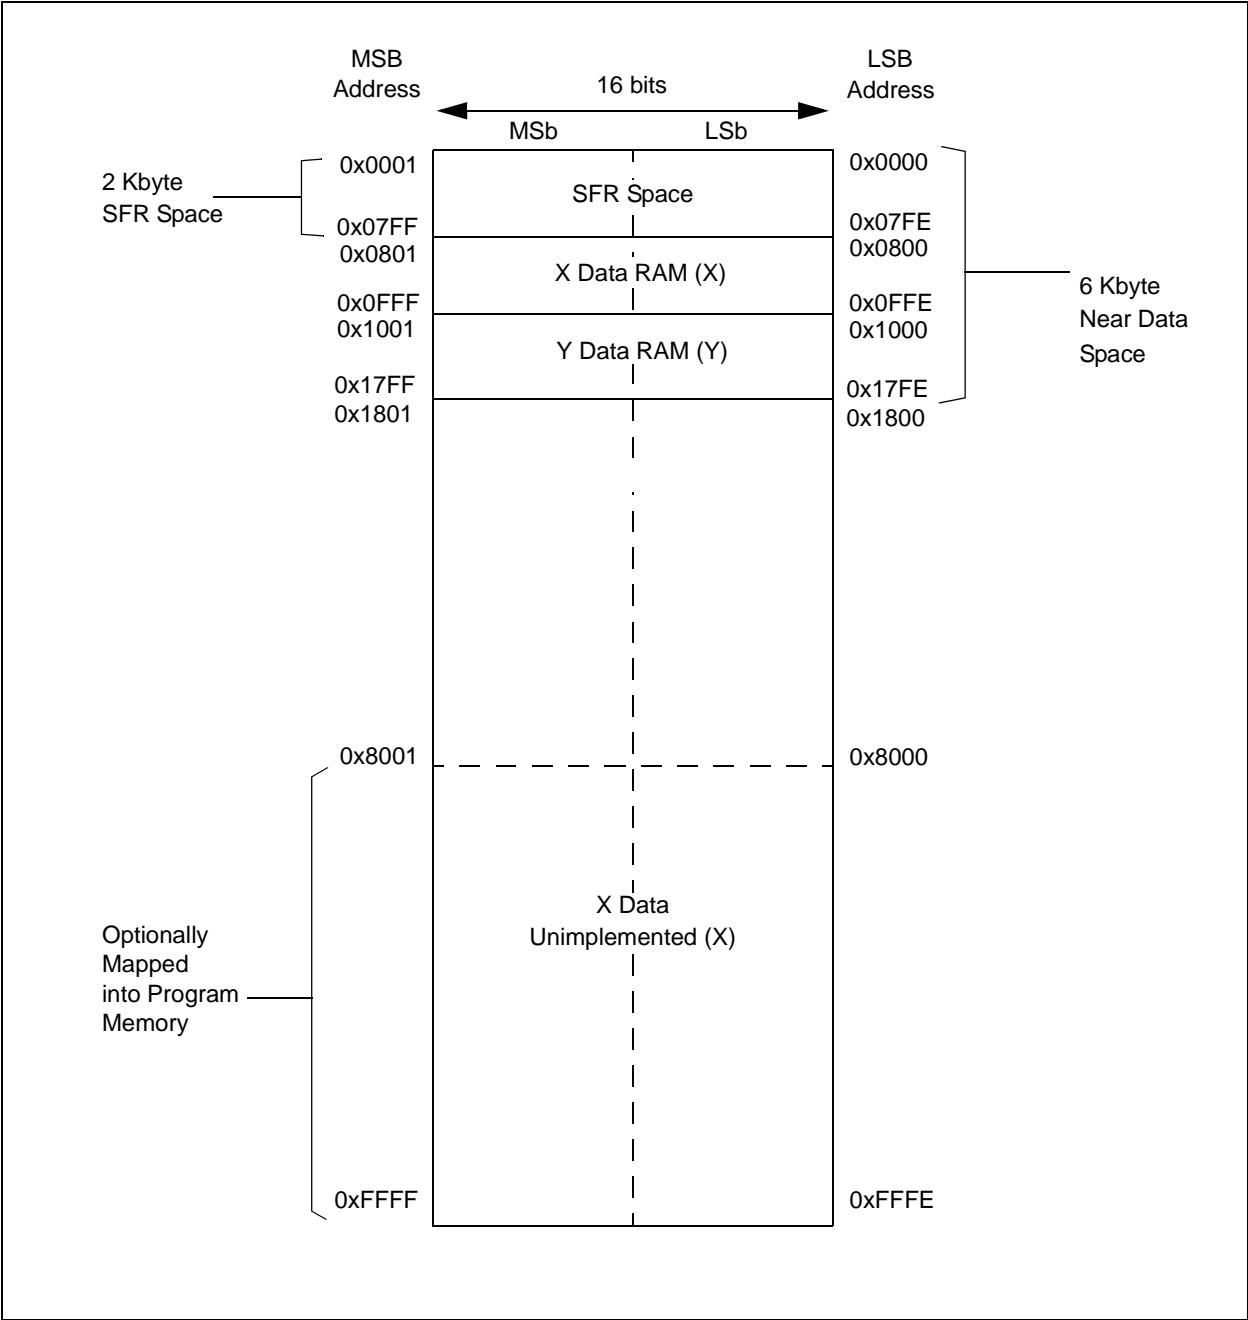 MSB
Address
16 bits
LSB
Address
MSb
LSb
2 Kbyte
SFR Space
0x0001
0x07FF
0x0801
0x0FFF
0x1001
0x17FF
0x1801
SFR Space
X Data RAM (X)
Y Data RAM (Y)
0x0000
0x07FE
0x0800
0x0FFE
0x1000
0x17FE
0x1800
6 Kbyte
Near Data
Space
0x8001
0x8000
X Data
Unimplemented (X)
Optionally
Mapped
into Program
Memory
0xFFFF
0xFFFE